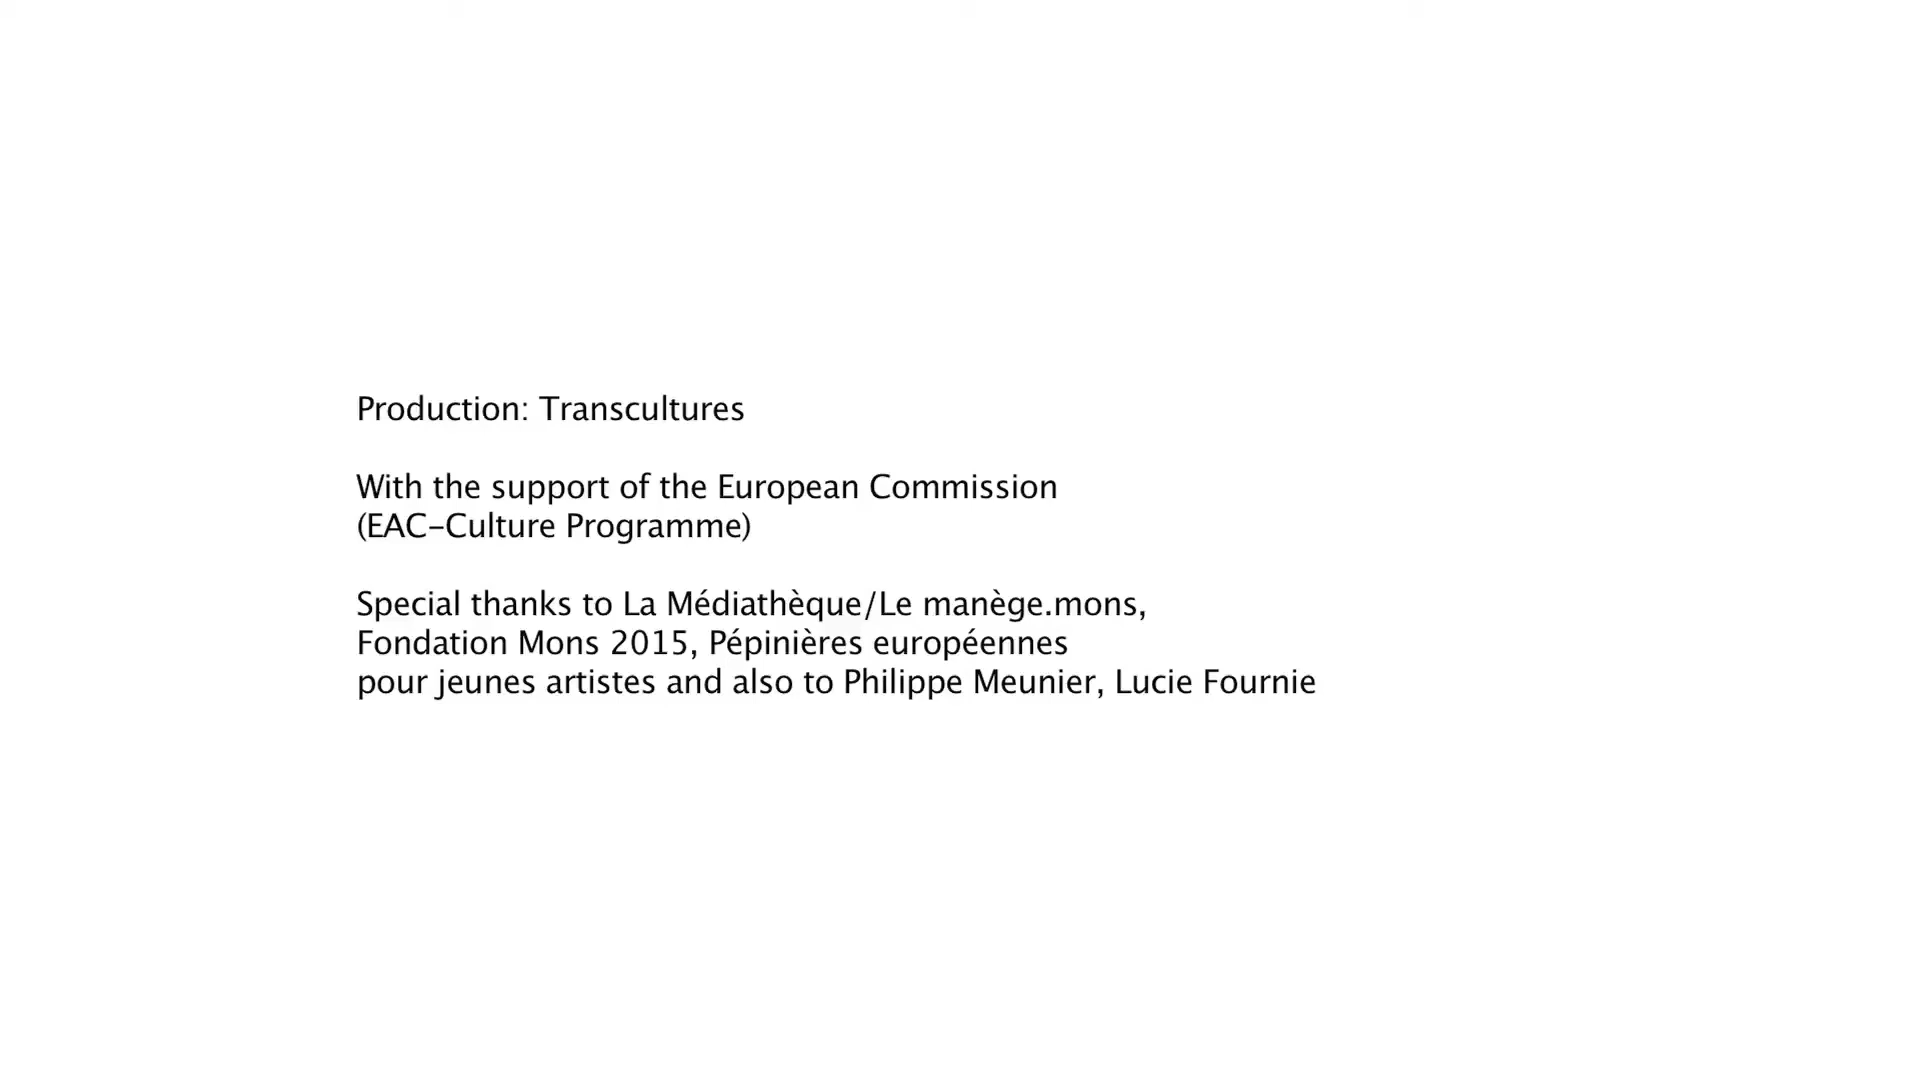 Production: Transcultures
With the support of the European Commission
(EAC–Culture Programme)
Special thanks to La Médiathèque/Le manège.mons,
Fondation Mons 2015, Pépinières européennes
pour jeunes artistes and also to Philippe Meunier, Lucie Fournie